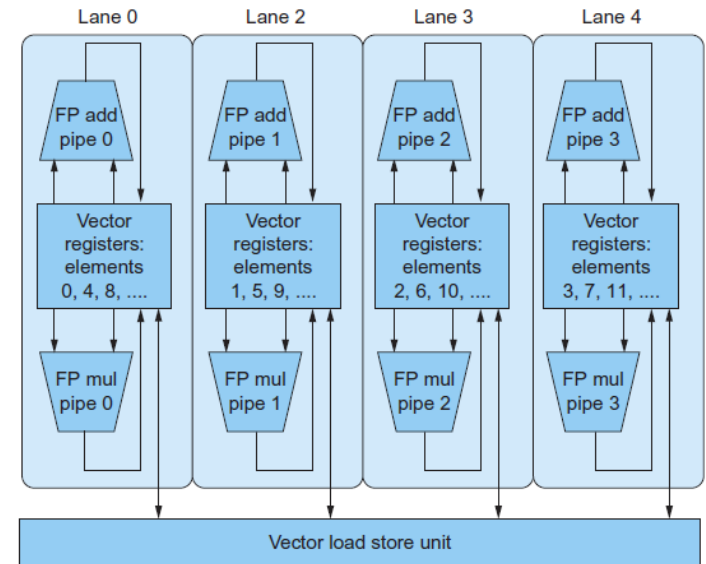 Lane 0 Lane 2 Lane 3 Lane 4
FP add FP add FP add FP add
pipe 0 pipe 1 pipe 2 pipe 3
Vector Vector Vector Vector
registers: registers: registers: registers:
elements elements elements elements
0, 4, 8, .... 1, 5, 9, .... 2, 6, 10, .... 3, 7, 11, ....
FP mul FP mul FP mul FP mul
pipe 0 pipe 1 pipe 2 pipe 3
Vector load store unit